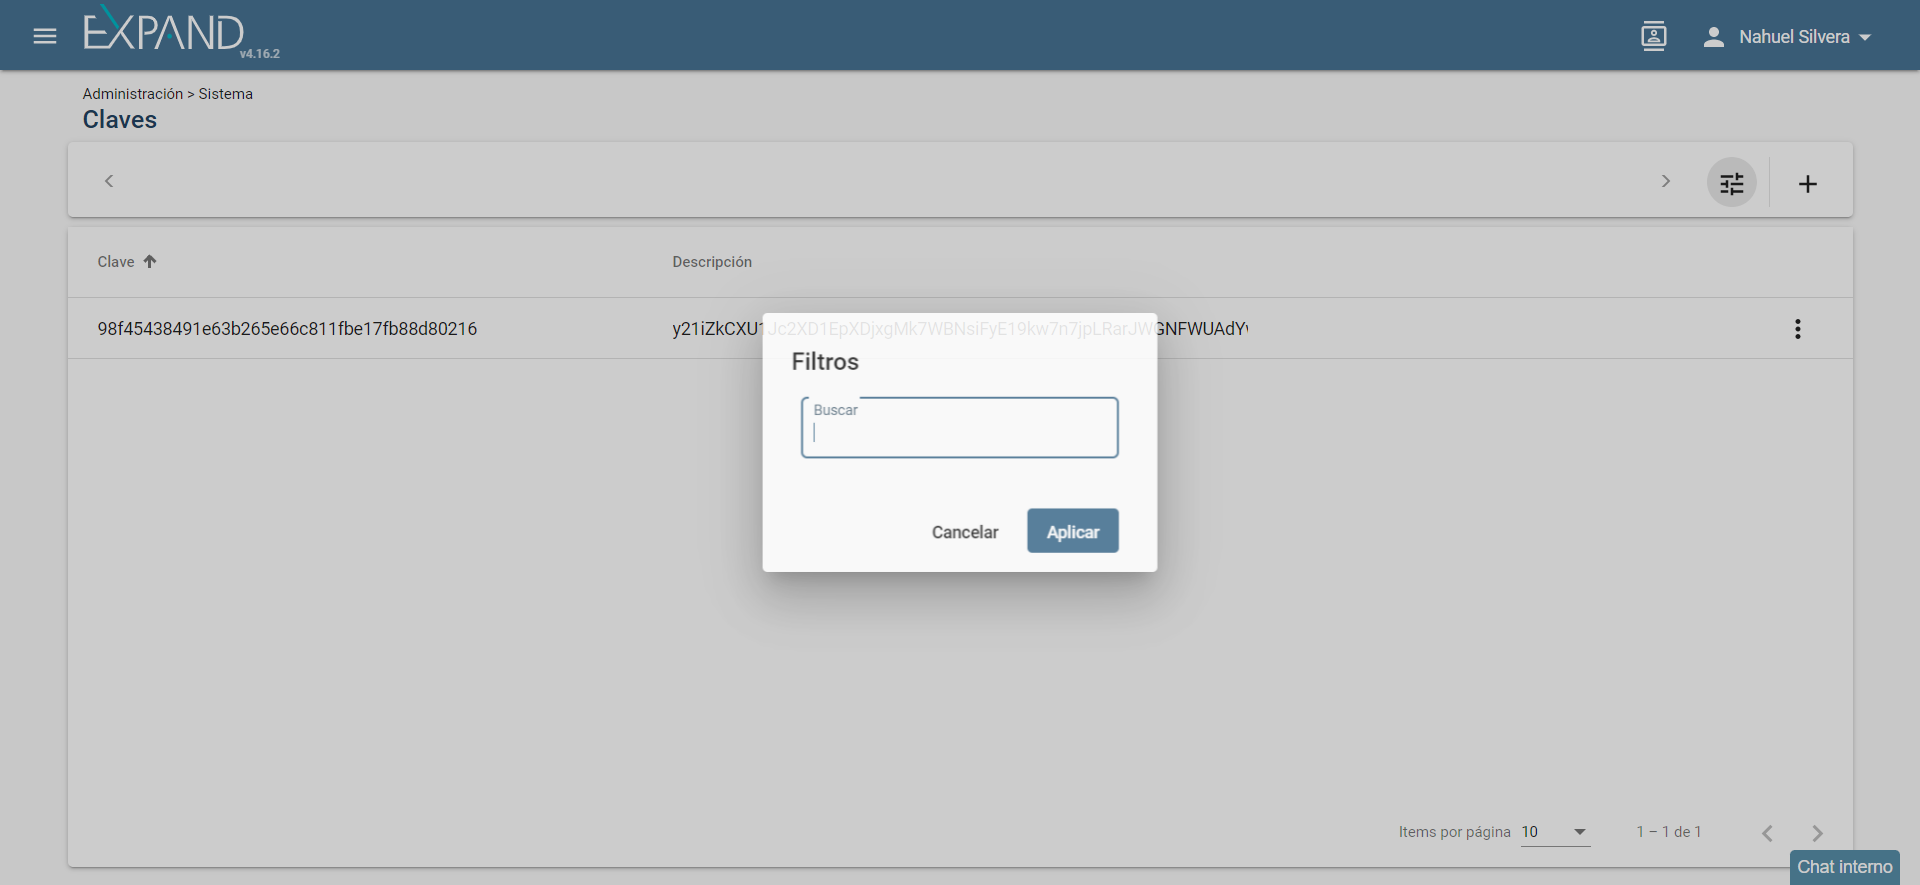 EXPAND
v4.16.2
Nahuel Silvera
Administración > Sistema
Claves
Clave
Descripción
98f45438491e63b265e66c811fbe17fb88d80216
y21iZkCXU1Jc2XD1EpXDjxgMk7WBNsiFyE19kw7n7jpLRarJWGNFWUAdY
Filtros
Buscar
Cancelar
Aplicar
Items por página 10
1 – 1 de 1
Chat interno